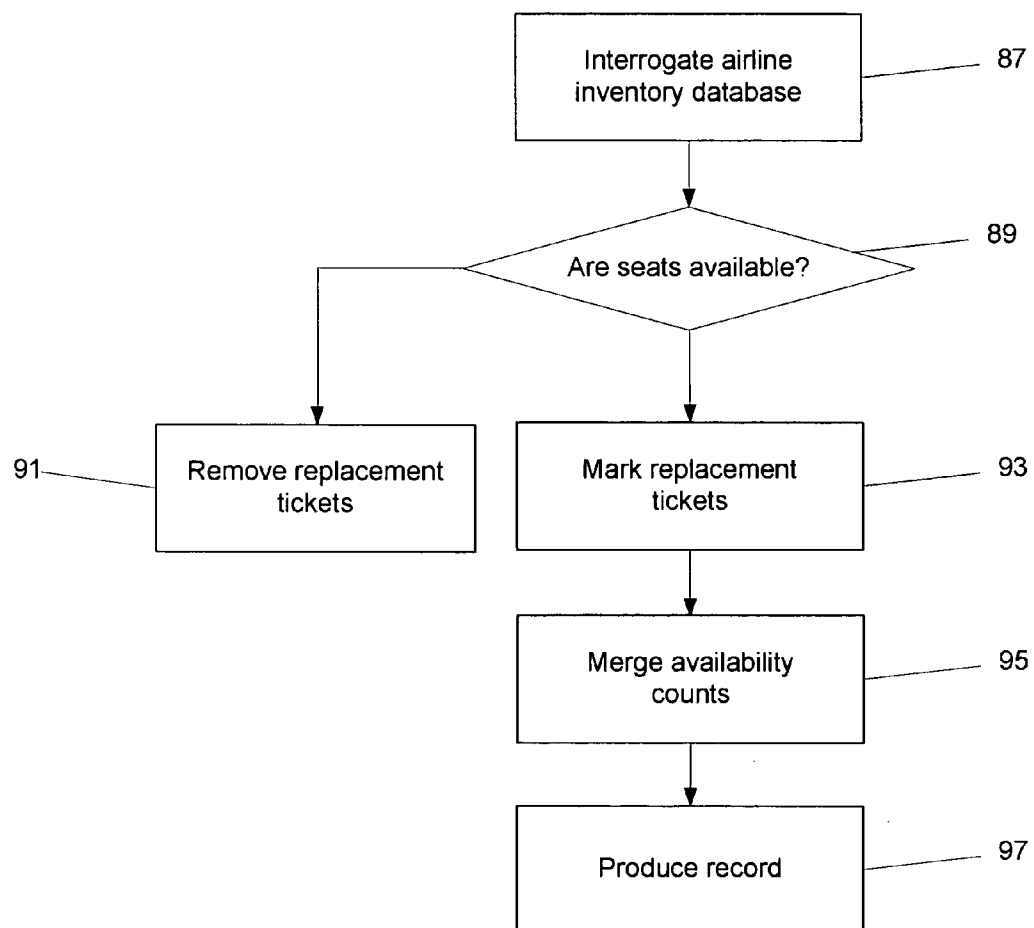 Interrogate airline
inventory database
87
Are seats available?
89
91
Remove replacement
tickets
Mark replacement
tickets
93
Merge availability
counts
95
Produce record
97